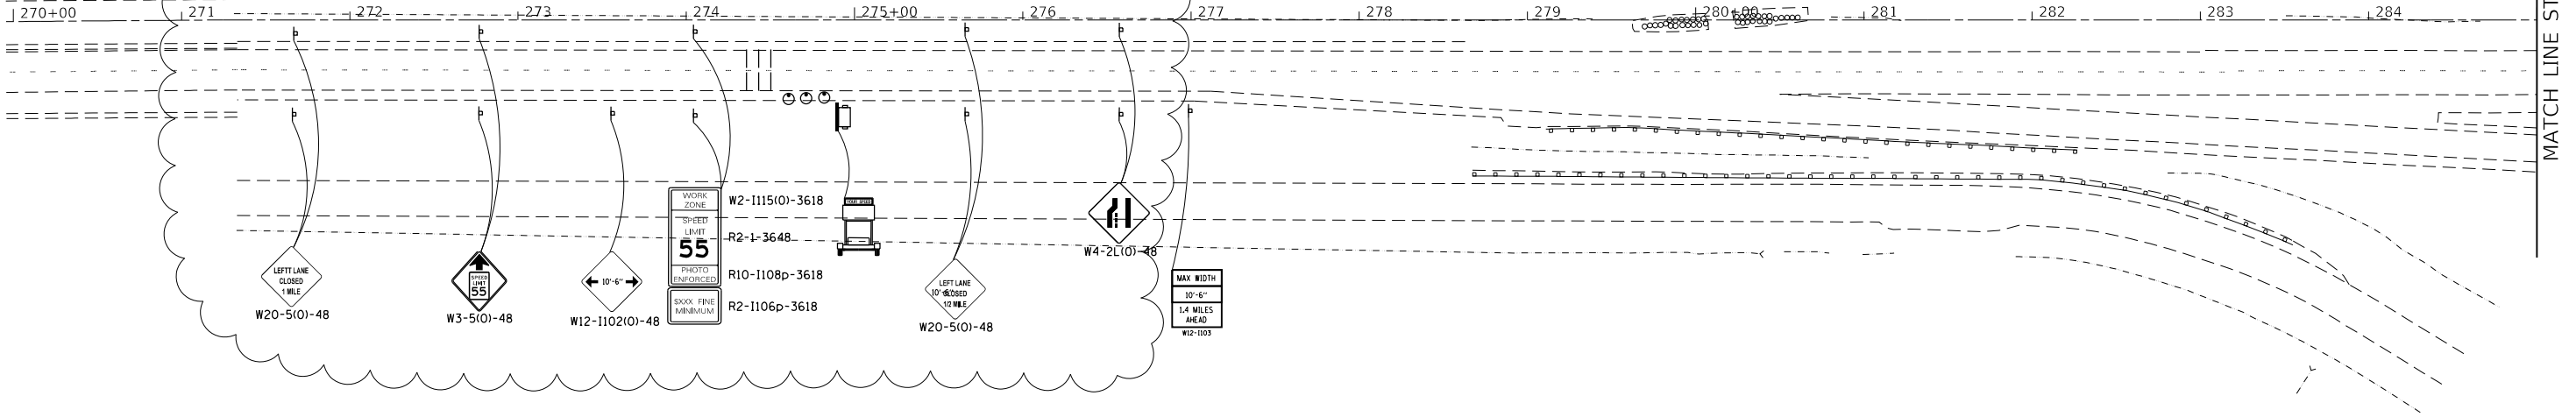 270+00 271 272 273 274 275+00 276 277 278 279 280+00 281 282 283 284
MATCH LINE ST
LEFTT LANE
CLOSED
1 MILE
W20-5(O)-48
SPEED
LIMIT
55
W3-5(O)-48
10'-6"
W12-I102(O)-48
WORK
ZONE
SPEED
LIMIT
55
PHOTO
ENFORCED
$XXX FINE
MINIMUM
W2-I115(O)-3618
R2-1-3648
R10-I108p-3618
R2-I106p-3618
LEFT LANE
10'-6"
CLOSED
1/2 MILE
W20-5(O)-48
W4-2L(O)-48
MAX WIDTH
10'-6"
1.4 MILES
AHEAD
W12-I103